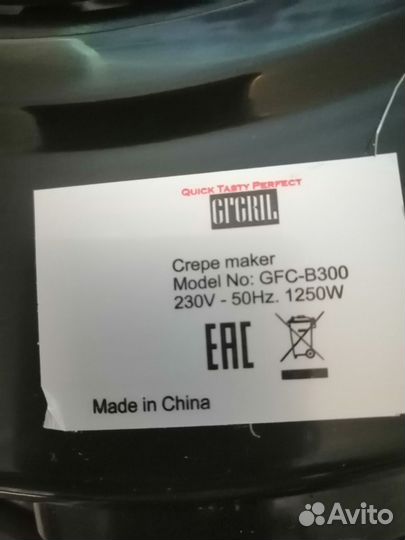 Quick Tasty Perfect
GFGRIL
Crepe maker
Model No: GFC-B300
230V - 50Hz. 1250W
EAC
Made in China
Avito